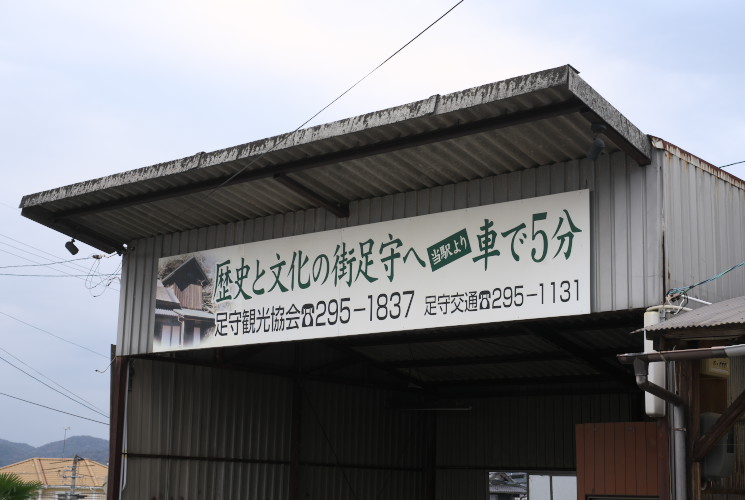 歴史と文化の街足守へ 当駅より 車で5分
足守観光協会☎295-1837 足守交通☎295-1131